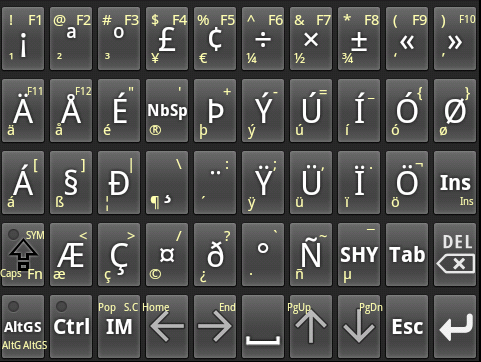 ! F1 @ F2 # F3 $ F4 % F5 ^ F6 & F7 * F8 ( F9 ) F10
¡ ª º £ ¢ ÷ × ± « »
¹ ² ³ ¥ € ¼ ½ ¾ ‘ ’
F11 F12 " ' + - = _ { }
Ä Å É NbSp Þ Ý Ú Í Ó Ø
ä å é ® þ ý ú í ó ø
[ ] | \ : ; , . ¬
Á § Ð ¸ ¨ Ÿ Ü Ï Ö Ins
á ß ¦ ¶ ´ ÿ ü ï ö Ins
SYM < > / ? ` ~ ¯ DEL
Æ Ç ¤ ð ° Ñ SHY Tab
Caps Fn æ ç © ¿ · ñ µ
Pop S.C Home End PgUp PgDn
AltGS Ctrl IM ← → ↑ ↓ Esc
AltG AltGS